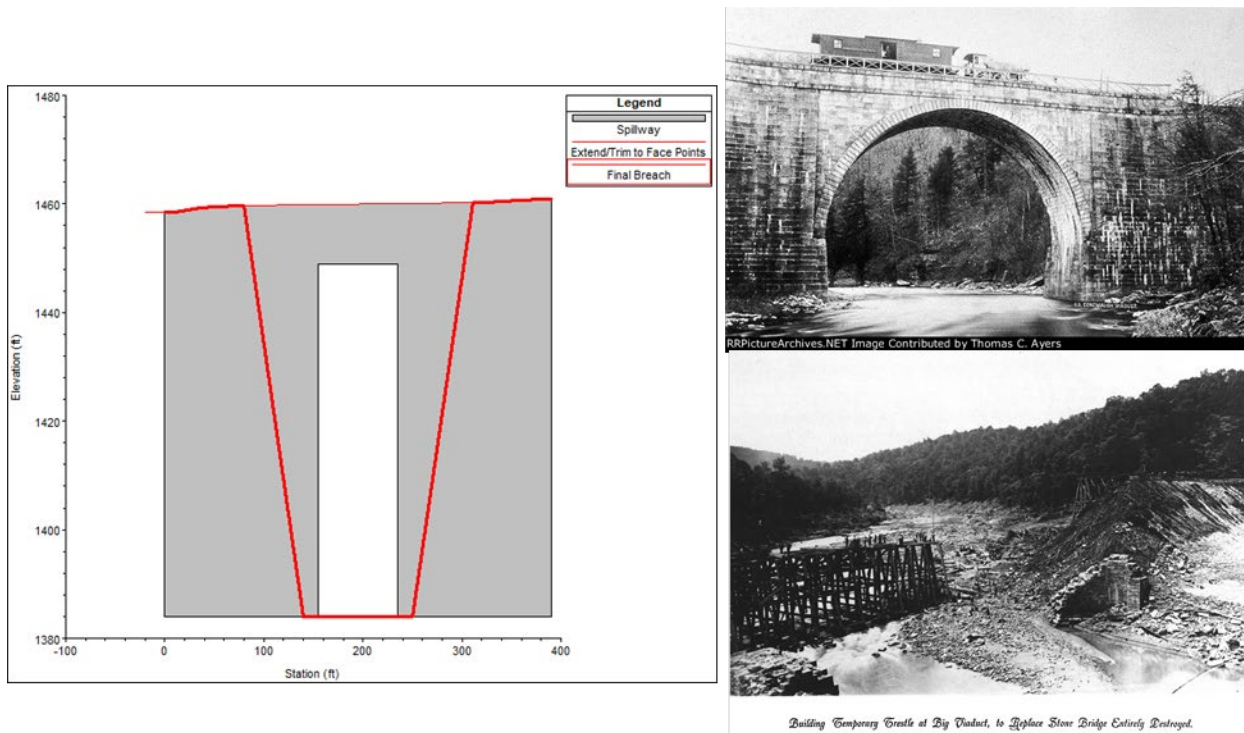 1480
1460
1440
1420
1400
1380
-100
0
100
200
300
400
Elevation (ft)
Station (ft)
Legend
Spillway
Extend/Trim to Face Points
Final Breach
RRPictureArchives.NET Image Contributed by Thomas C. Ayers
Building Temporary Trestle at Big Viaduct, to Replace Stone Bridge Entirely Destroyed.